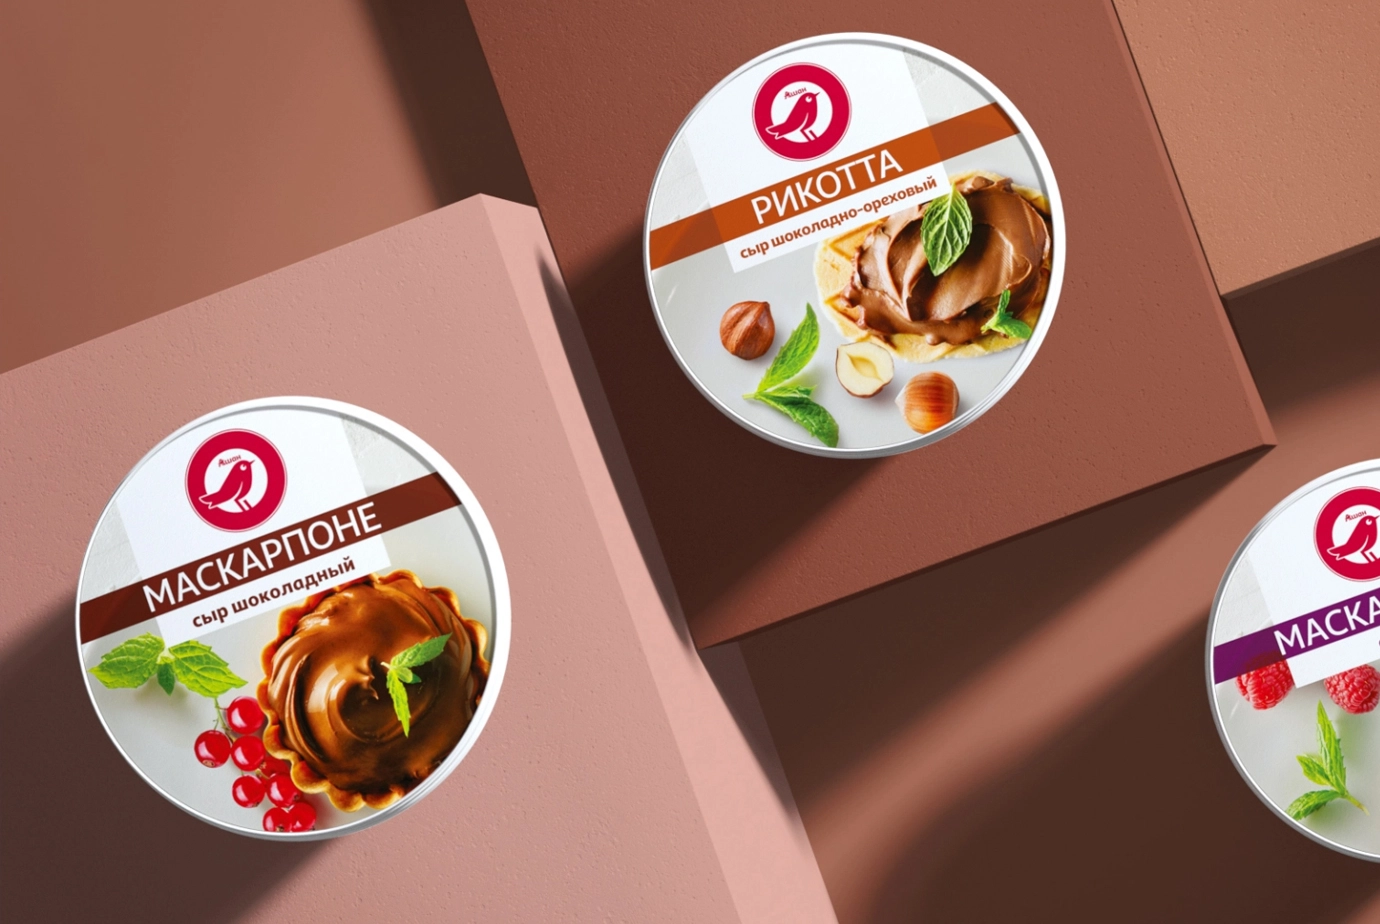 Ашан
РИКОТТА
сыр шоколадно-ореховый
Ашан
МАСКАРПОНЕ
сыр шоколадный
Ашан